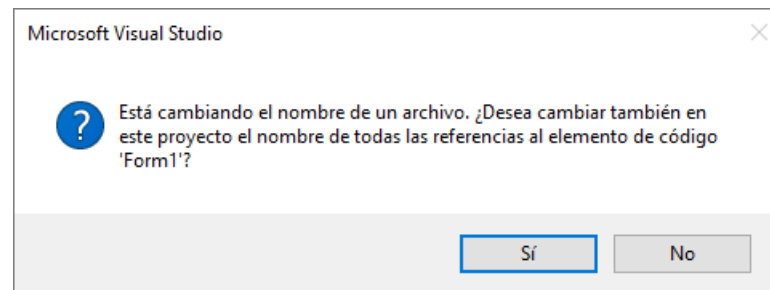 Microsoft Visual Studio
Está cambiando el nombre de un archivo. ¿Desea cambiar también en
este proyecto el nombre de todas las referencias al elemento de código
'Form1'?
Sí
No